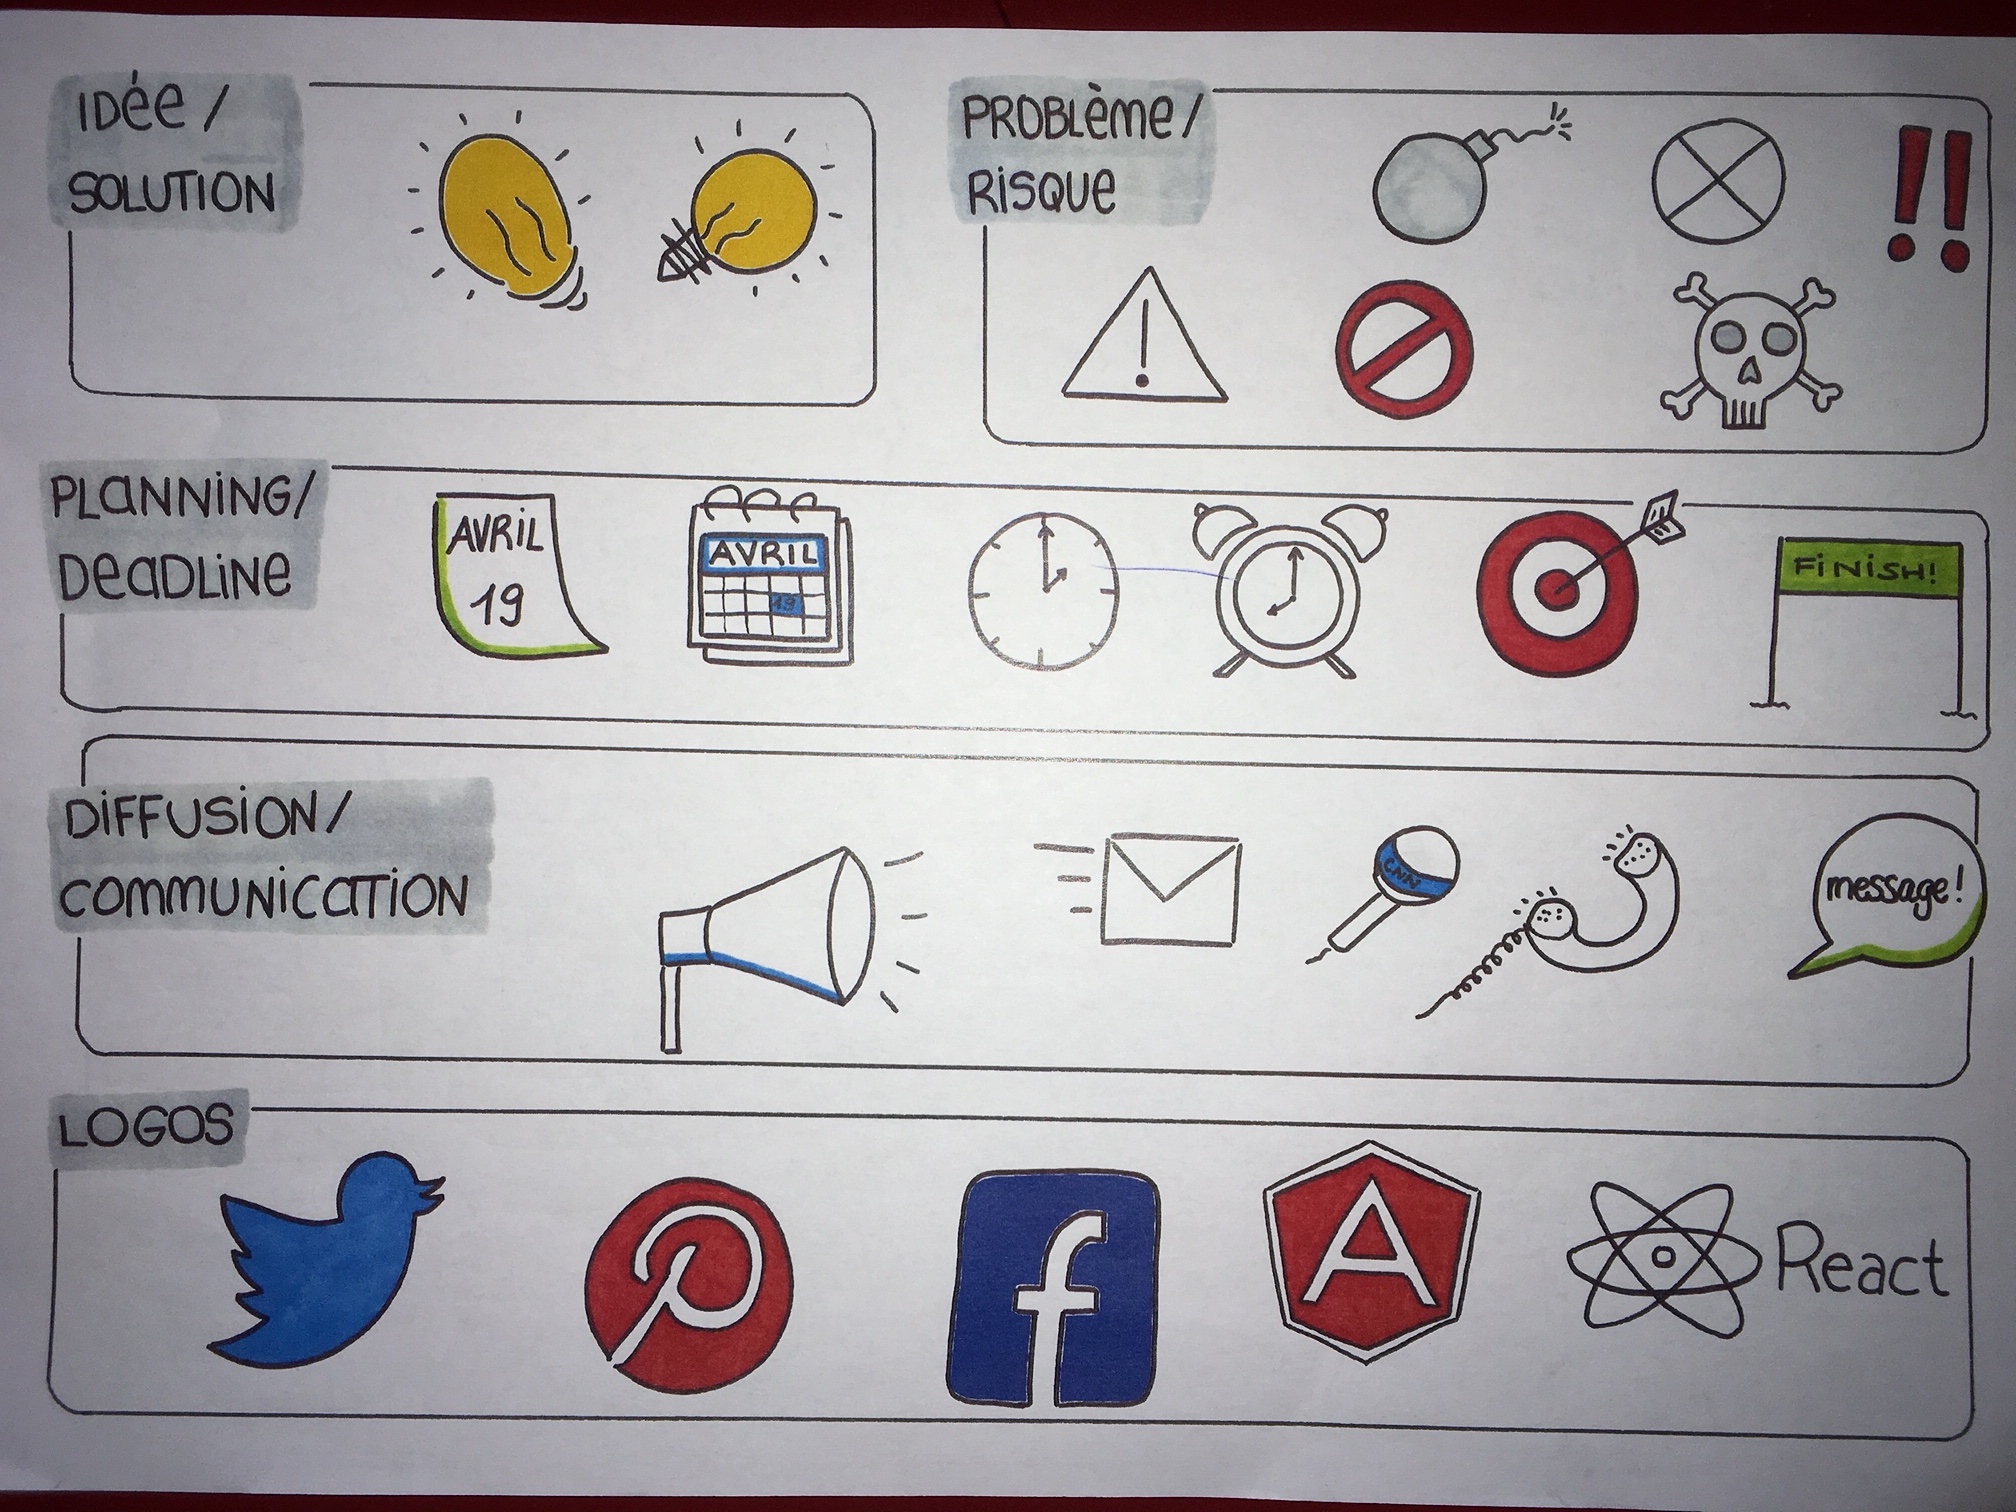 IDée /
SOLUTION
PROBLème /
RiSQUe
!!
!
PLaNNiNG /
DeaDLiNe
AVRiL
19
AVRIL
19
FiNiSH!
DiFFUSiON /
COmmUNiCaTiON
CNN
message!
LOGOS
f
A
React